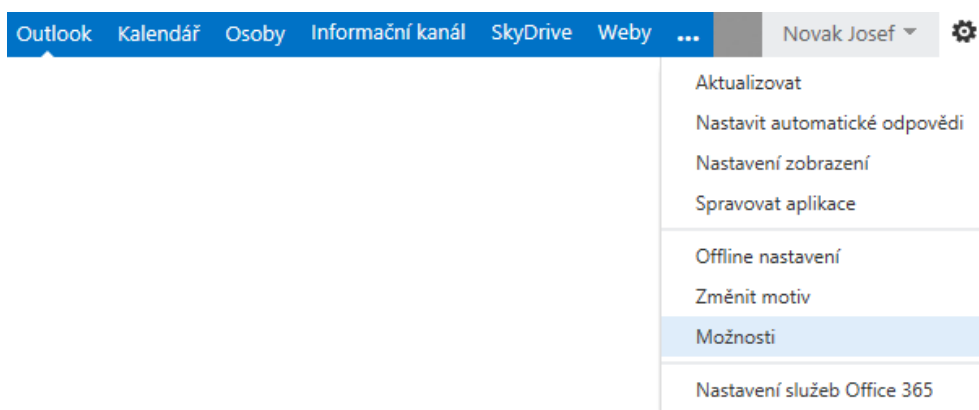 Outlook Kalendář Osoby Informační kanál SkyDrive Weby ... Novak Josef
Aktualizovat
Nastavit automatické odpovědi
Nastavení zobrazení
Spravovat aplikace
Offline nastavení
Změnit motiv
Možnosti
Nastavení služeb Office 365